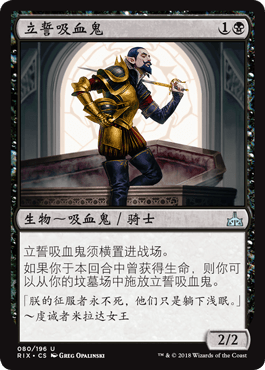 立誓吸血鬼 1
生物～吸血鬼 / 骑士
立誓吸血鬼须横置进战场。
如果你于本回合中曾获得生命，则你可
以从你的坟墓场中施放立誓吸血鬼。
「朕的征服者永不死，他们只是躺下浅眠。」
～虔诚者米拉达女王
2/2
080/196 U
RIX • CS GREG OPALINSKI
™ & © 2018 Wizards of the Coast